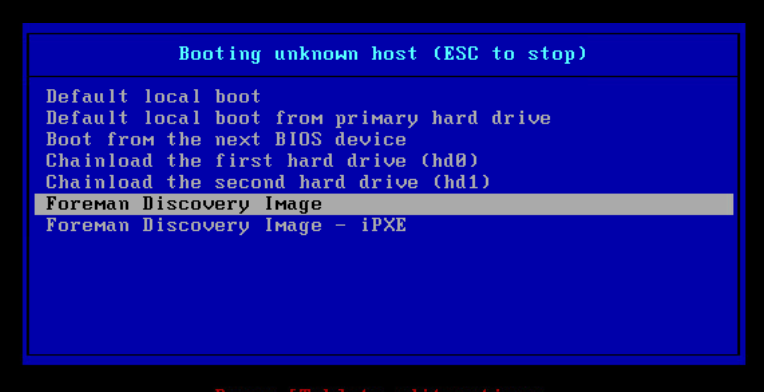 Booting unknown host (ESC to stop)
Default local boot
Default local boot from primary hard drive
Boot from the next BIOS device
Chainload the first hard drive (hd0)
Chainload the second hard drive (hd1)
Foreman Discovery Image
Foreman Discovery Image - iPXE